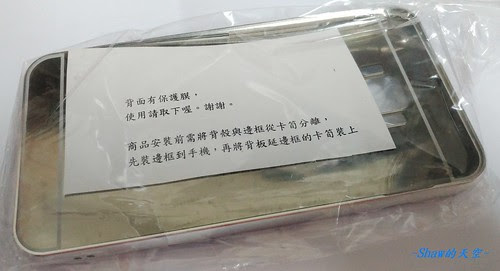 背面有保護膜，
使用請取下喔。謝謝。
商品安裝前需將背殼與邊框從卡筍分離，
先裝邊框到手機，再將背板延邊框的卡筍裝上
-Shaw的天空-